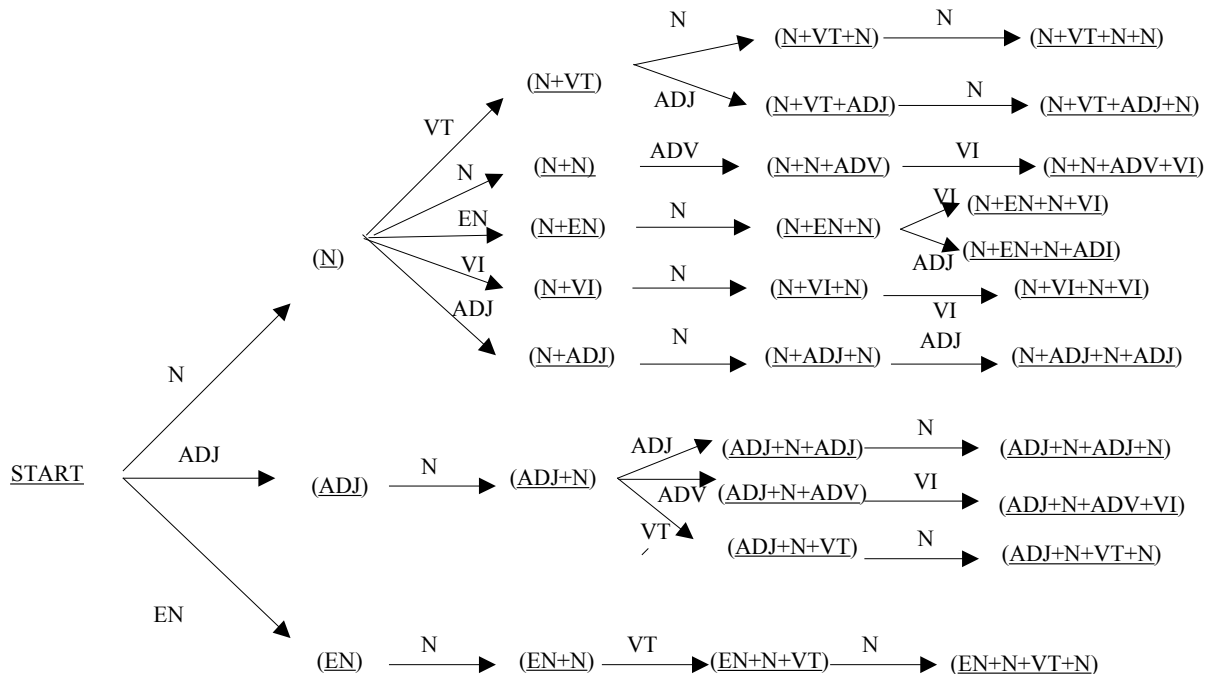 N
(N+VT+N)
N
(N+VT+N+N)
(N+VT)
ADJ
(N+VT+ADJ)
N
(N+VT+ADJ+N)
VT
N
(N+N)
ADV
(N+N+ADV)
VI
(N+N+ADV+VI)
EN
(N+EN)
N
(N+EN+N)
VI
(N+EN+N+VI)
ADJ
(N+EN+N+ADI)
(N)
VI
(N+VI)
N
(N+VI+N)
VI
(N+VI+N+VI)
ADJ
(N+ADJ)
N
(N+ADJ+N)
ADJ
(N+ADJ+N+ADJ)
N
START
ADJ
(ADJ)
N
(ADJ+N)
ADJ
(ADJ+N+ADJ)
N
(ADJ+N+ADJ+N)
ADV
(ADJ+N+ADV)
VI
(ADJ+N+ADV+VI)
VT
(ADJ+N+VT)
N
(ADJ+N+VT+N)
EN
(EN)
N
(EN+N)
VT
(EN+N+VT)
N
(EN+N+VT+N)